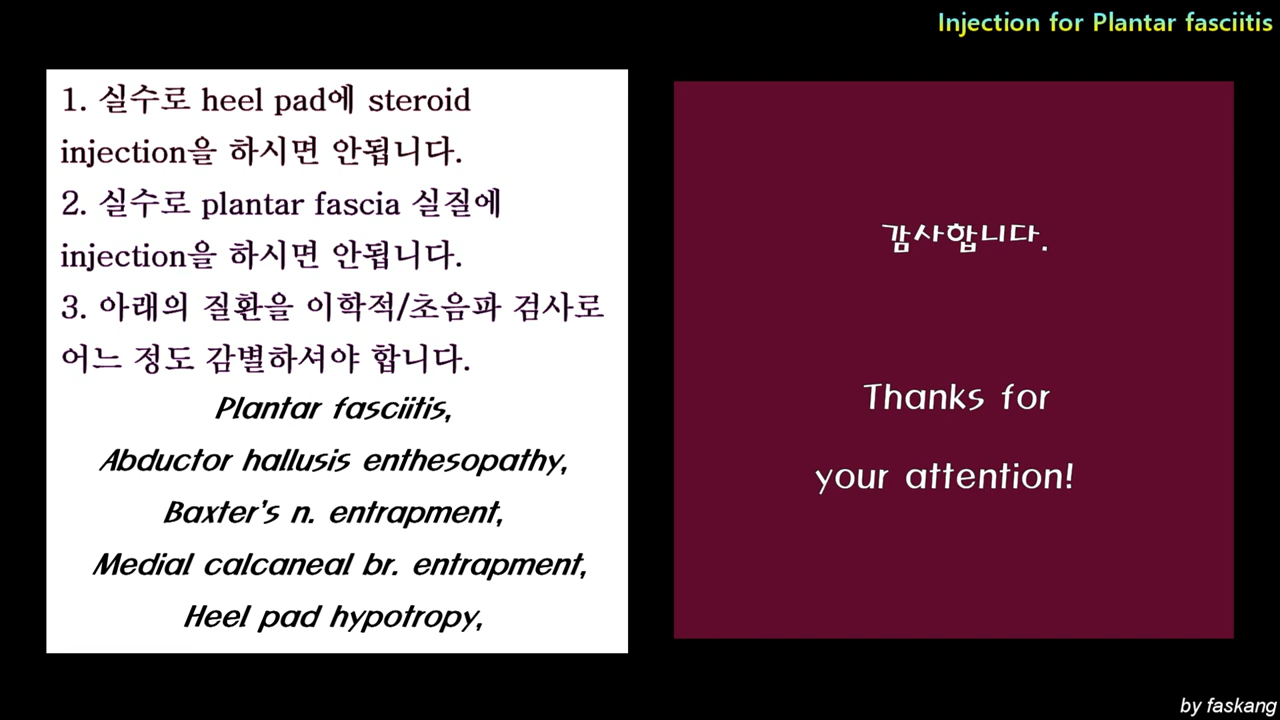 Injection for Plantar fasciitis
1. 실수로 heel pad에 steroid
injection을 하시면 안됩니다.
2. 실수로 plantar fascia 실질에
injection을 하시면 안됩니다.
3. 아래의 질환을 이학적/초음파 검사로
어느 정도 감별하셔야 합니다.
Plantar fasciitis,
Abductor hallusis enthesopathy,
Baxter's n. entrapment,
Medial calcaneal br. entrapment,
Heel pad hypotropy,
감사합니다.
Thanks for
your attention!
by faskang